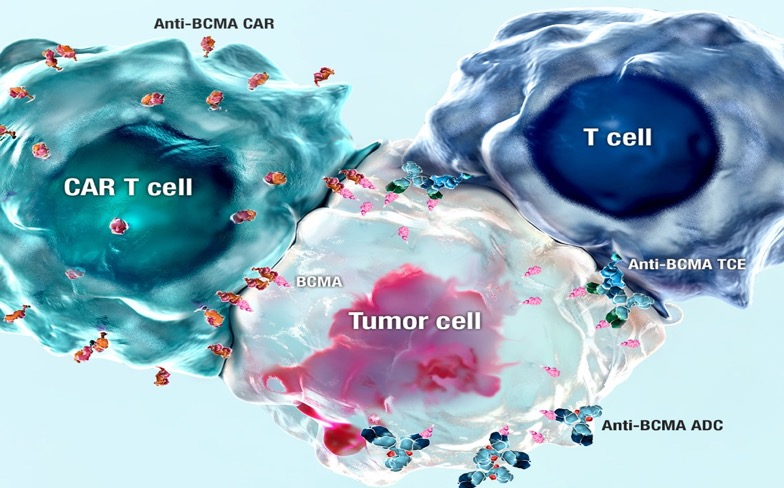 Anti-BCMA CAR
T cell
CAR T cell
Anti-BCMA TCE
BCMA
Tumor cell
Anti-BCMA ADC